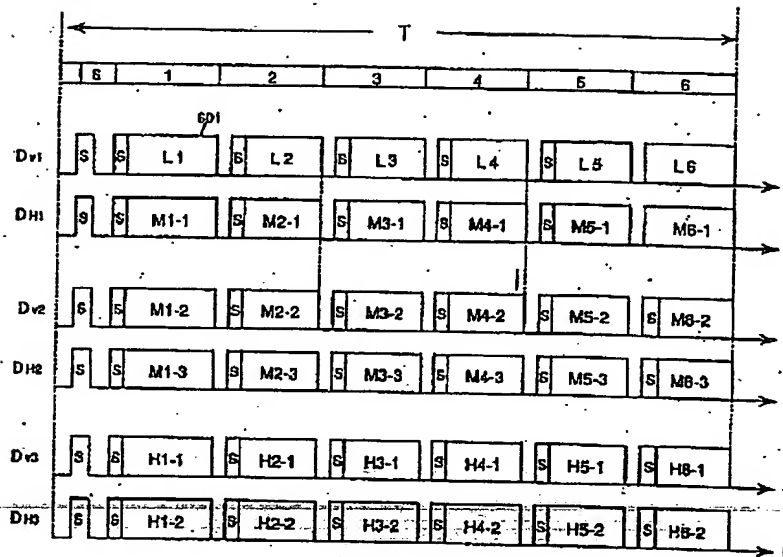 T
S 1 2 3 4 5 6
601
DV1 S S L1 S L2 S L3 S L4 S L5 L6
DH1 S S M1-1 S M2-1 S M3-1 S M4-1 S M5-1 M6-1
DV2 S S M1-2 S M2-2 S M3-2 S M4-2 S M5-2 S M6-2
DH2 S S M1-3 S M2-3 S M3-3 S M4-3 S M5-3 S M6-3
DV3 S S H1-1 S H2-1 S H3-1 S H4-1 S H5-1 S H6-1
DH3 S S H1-2 S H2-2 S H3-2 S H4-2 S H5-2 S H6-2